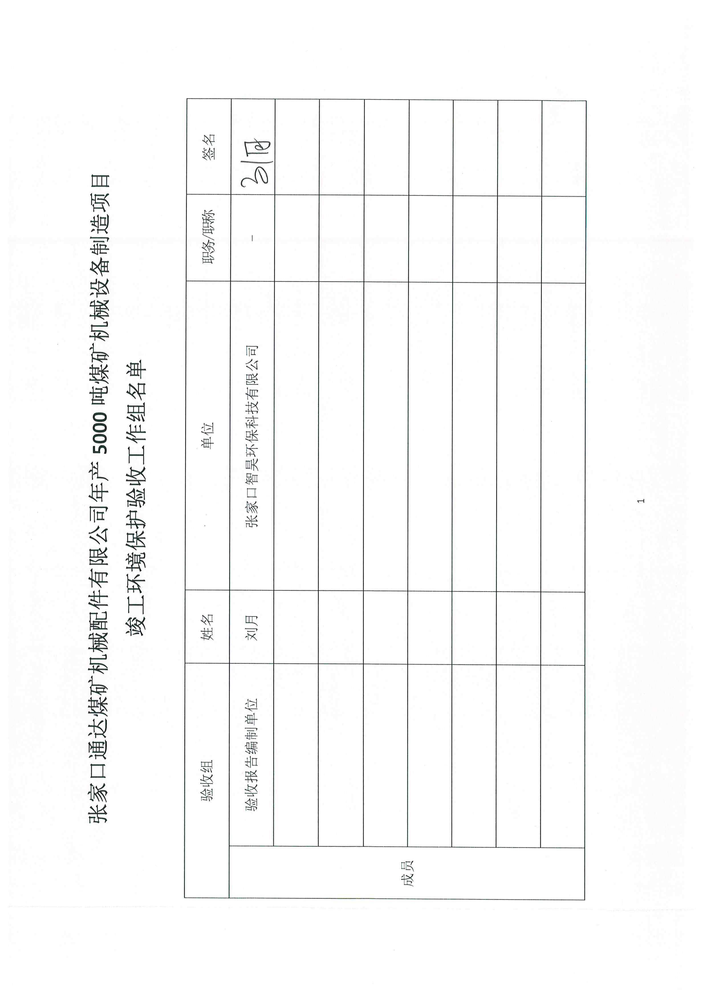 张家口通达煤矿机械配件有限公司年产 5000 吨煤矿机械设备制造项目
竣工环境保护验收工作组名单
验收组 姓名 单位 职务/职称 签名
验收报告编制单位 刘月 张家口智昊环保科技有限公司 - 刘月
成员
1